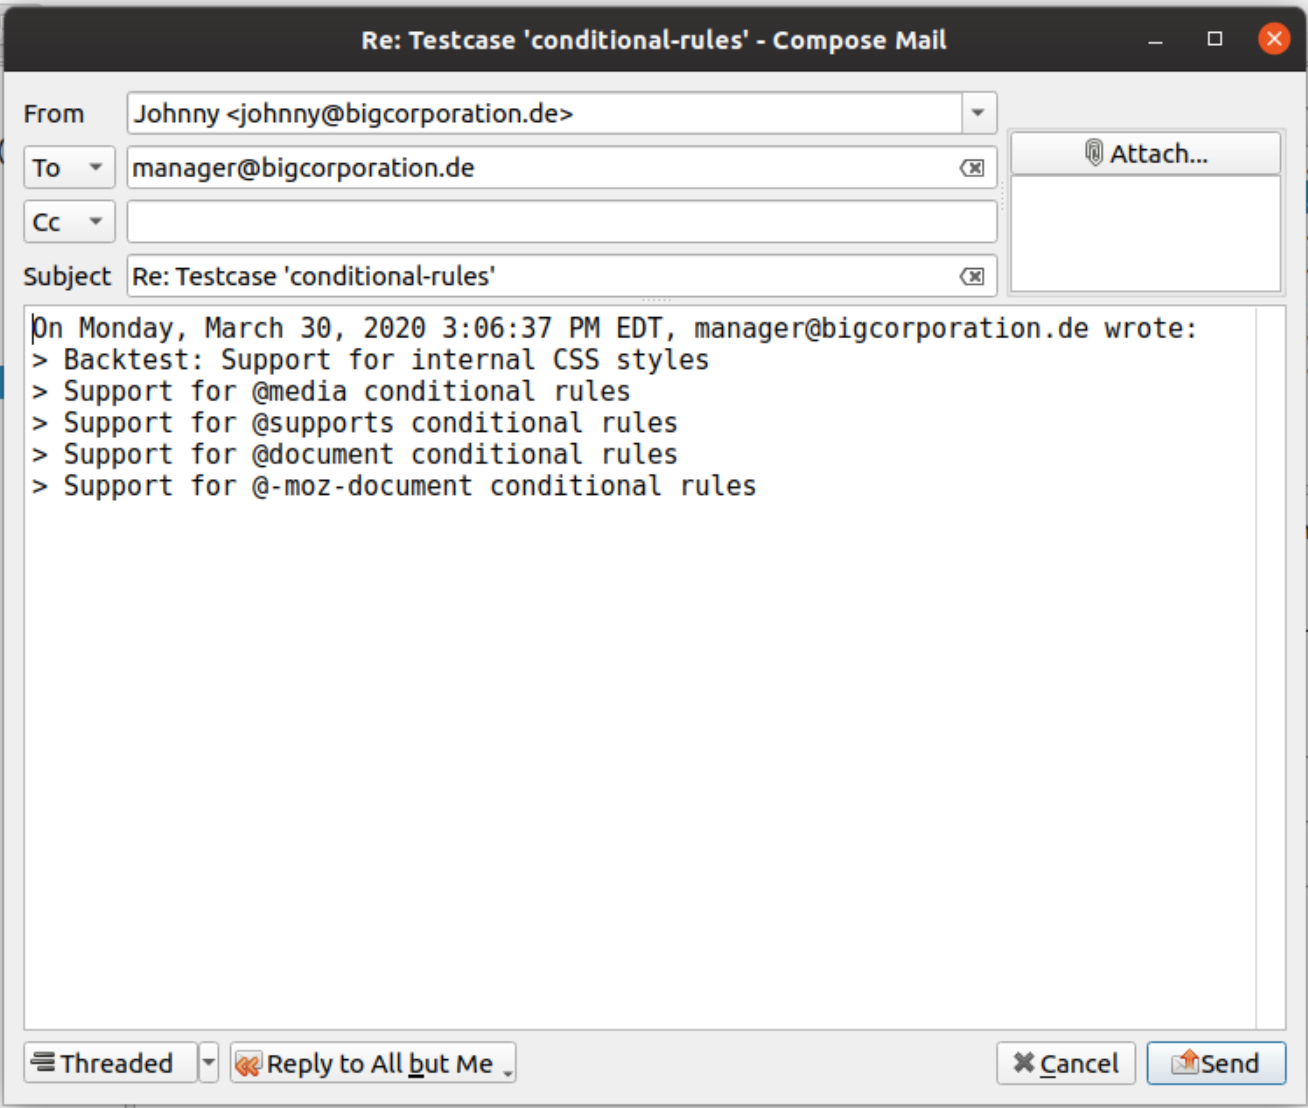 Re: Testcase 'conditional-rules' - Compose Mail
From Johnny <johnny@bigcorporation.de>
To manager@bigcorporation.de
Attach...
Cc
Subject Re: Testcase 'conditional-rules'
On Monday, March 30, 2020 3:06:37 PM EDT, manager@bigcorporation.de wrote:
> Backtest: Support for internal CSS styles
> Support for @media conditional rules
> Support for @supports conditional rules
> Support for @document conditional rules
> Support for @-moz-document conditional rules
Threaded Reply to All but Me Cancel Send